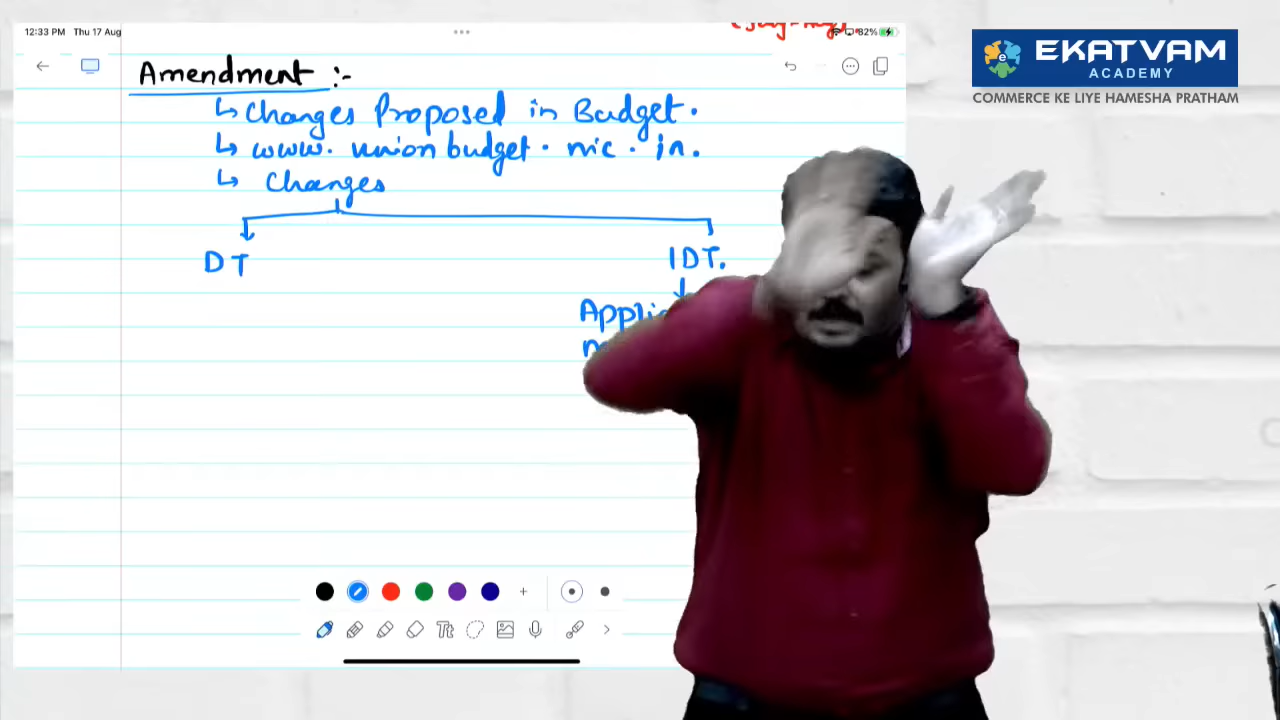 12:33 PM Thu 17 Aug
82%
Amendment :-
↳ Changes Proposed in Budget.
↳ www. union budget. nic. in.
↳ Changes
DT
IDT.
EKATVAM
ACADEMY
COMMERCE KE LIYE HAMESHA PRATHAM
Tt